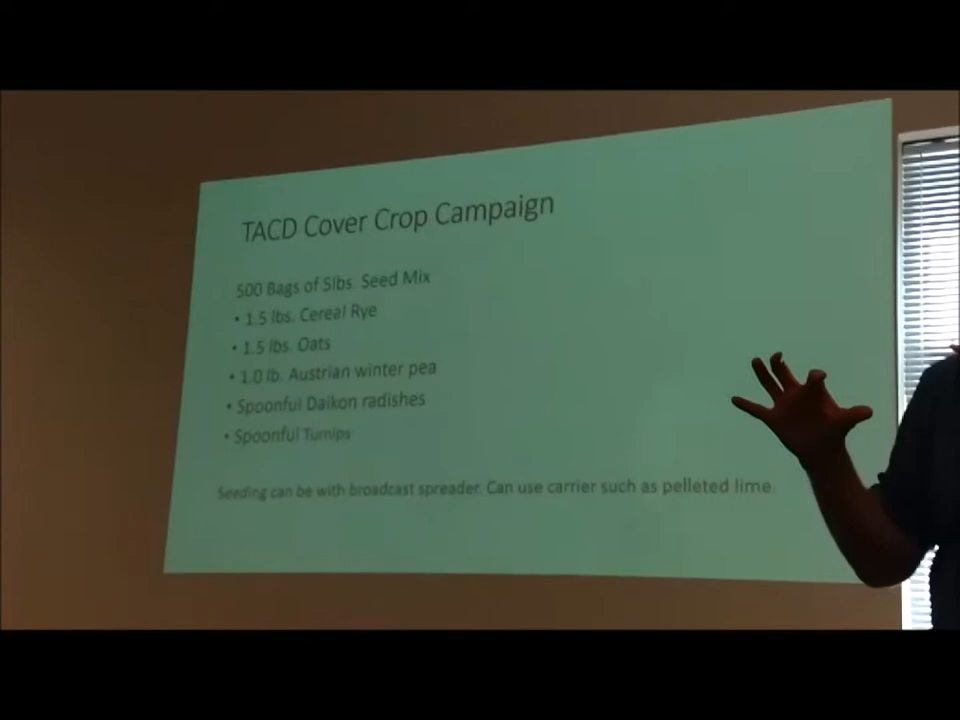 TACD Cover Crop Campaign
500 Bags of 5lbs. Seed Mix
• 1.5 lbs. Cereal Rye
• 1.5 lbs. Oats
• 1.0 lb. Austrian winter pea
• Spoonful Daikon radishes
• Spoonful Turnips
Seeding can be with broadcast spreader. Can use carrier such as pelleted lime.